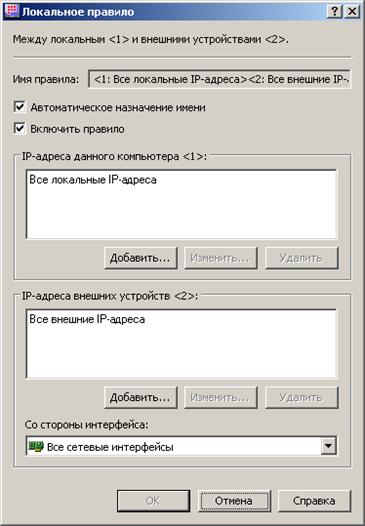 Локальное правило
Между локальным <1> и внешними устройствами <2>.
Имя правила: <1: Все локальные IP-адреса><2: Все внешние IP-
Автоматическое назначение имени
Включить правило
IP-адреса данного компьютера <1>:
Все локальные IP-адреса
Добавить... Изменить... Удалить
IP-адреса внешних устройств <2>:
Все внешние IP-адреса
Добавить... Изменить... Удалить
Со стороны интерфейса:
Все сетевые интерфейсы
OK Отмена Справка